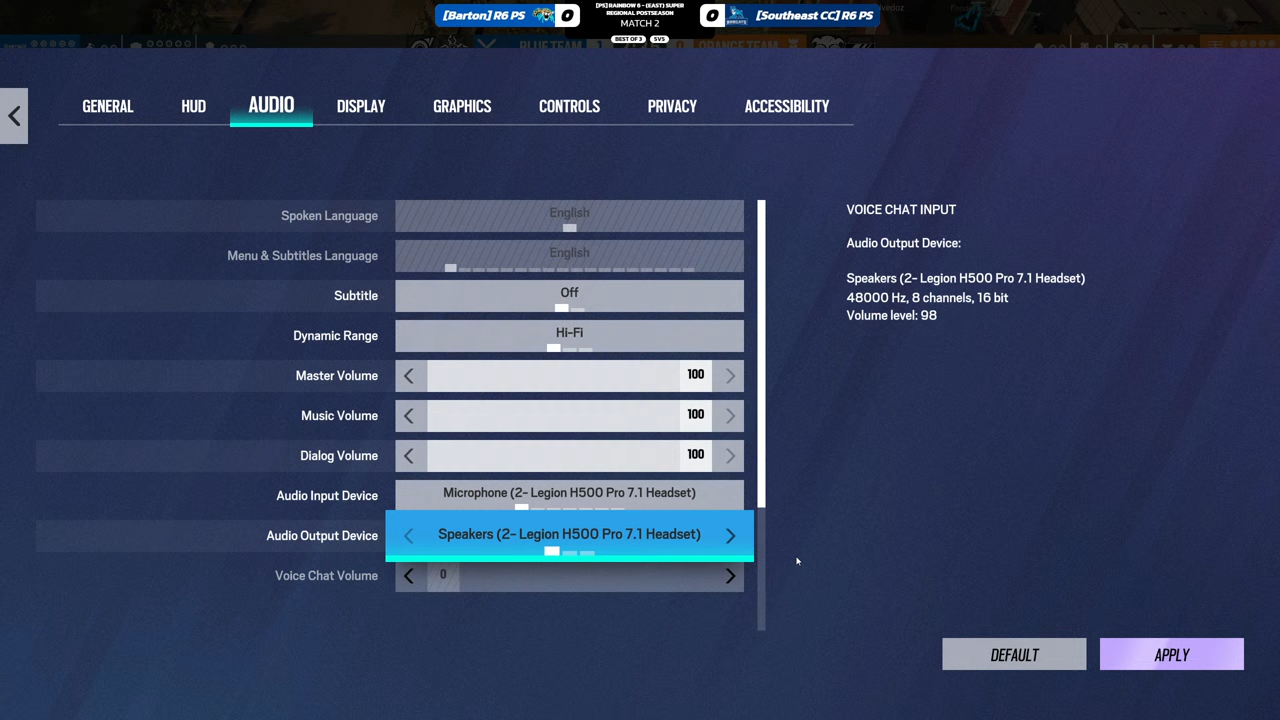 [Barton] R6 PS
0
[PS] RAINBOW 6 - (EAST) SUPER
REGIONAL POSTSEASON
MATCH 2
BEST OF 3
5V5
0
[Southeast CC] R6 PS
BLUE TEAM
ORANGE TEAM
GENERAL
HUD
AUDIO
DISPLAY
GRAPHICS
CONTROLS
PRIVACY
ACCESSIBILITY
Spoken Language
English
Menu & Subtitles Language
English
Subtitle
Off
Dynamic Range
Hi-Fi
Master Volume
100
Music Volume
100
Dialog Volume
100
Audio Input Device
Microphone (2- Legion H500 Pro 7.1 Headset)
Audio Output Device
Speakers (2- Legion H500 Pro 7.1 Headset)
Voice Chat Volume
0
VOICE CHAT INPUT
Audio Output Device:
Speakers (2- Legion H500 Pro 7.1 Headset)
48000 Hz, 8 channels, 16 bit
Volume level: 98
DEFAULT
APPLY